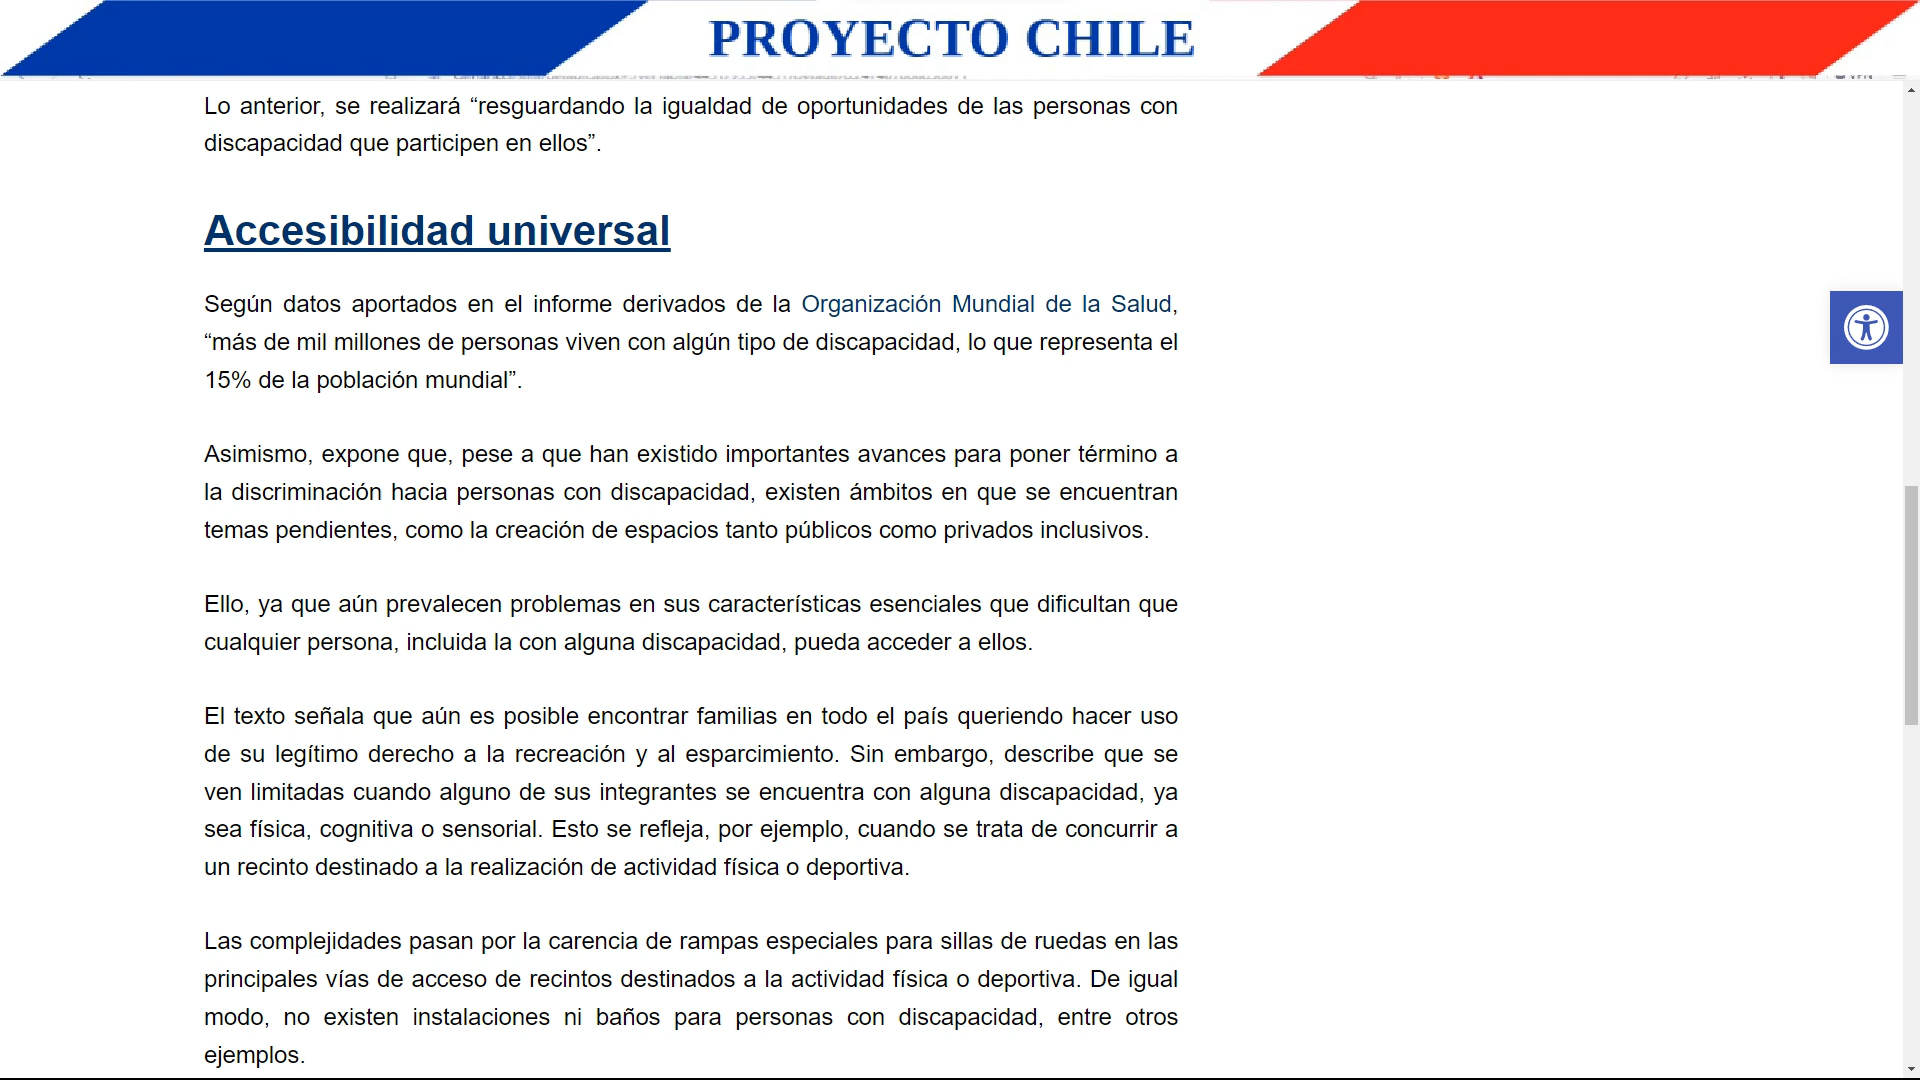 PROYECTO CHILE
Lo anterior, se realizará “resguardando la igualdad de oportunidades de las personas con
discapacidad que participen en ellos”.
Accesibilidad universal
Según datos aportados en el informe derivados de la Organización Mundial de la Salud,
“más de mil millones de personas viven con algún tipo de discapacidad, lo que representa el
15% de la población mundial”.
Asimismo, expone que, pese a que han existido importantes avances para poner término a
la discriminación hacia personas con discapacidad, existen ámbitos en que se encuentran
temas pendientes, como la creación de espacios tanto públicos como privados inclusivos.
Ello, ya que aún prevalecen problemas en sus características esenciales que dificultan que
cualquier persona, incluida la con alguna discapacidad, pueda acceder a ellos.
El texto señala que aún es posible encontrar familias en todo el país queriendo hacer uso
de su legítimo derecho a la recreación y al esparcimiento. Sin embargo, describe que se
ven limitadas cuando alguno de sus integrantes se encuentra con alguna discapacidad, ya
sea física, cognitiva o sensorial. Esto se refleja, por ejemplo, cuando se trata de concurrir a
un recinto destinado a la realización de actividad física o deportiva.
Las complejidades pasan por la carencia de rampas especiales para sillas de ruedas en las
principales vías de acceso de recintos destinados a la actividad física o deportiva. De igual
modo, no existen instalaciones ni baños para personas con discapacidad, entre otros
ejemplos.